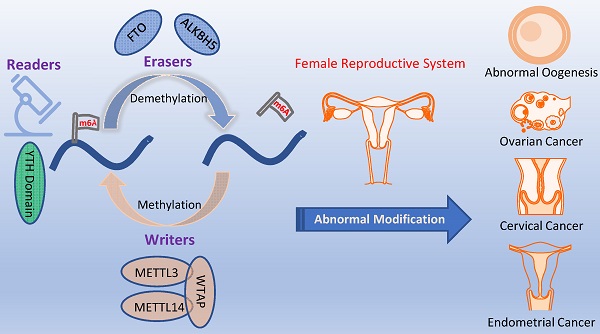 FTO
ALKBH5
Readers
Erasers
Demethylation
m6A
m6A
YTH Domain
Methylation
Writers
METTL3
METTL14
WTAP
Female Reproductive System
Abnormal Modification
Abnormal Oogenesis
Ovarian Cancer
Cervical Cancer
Endometrial Cancer